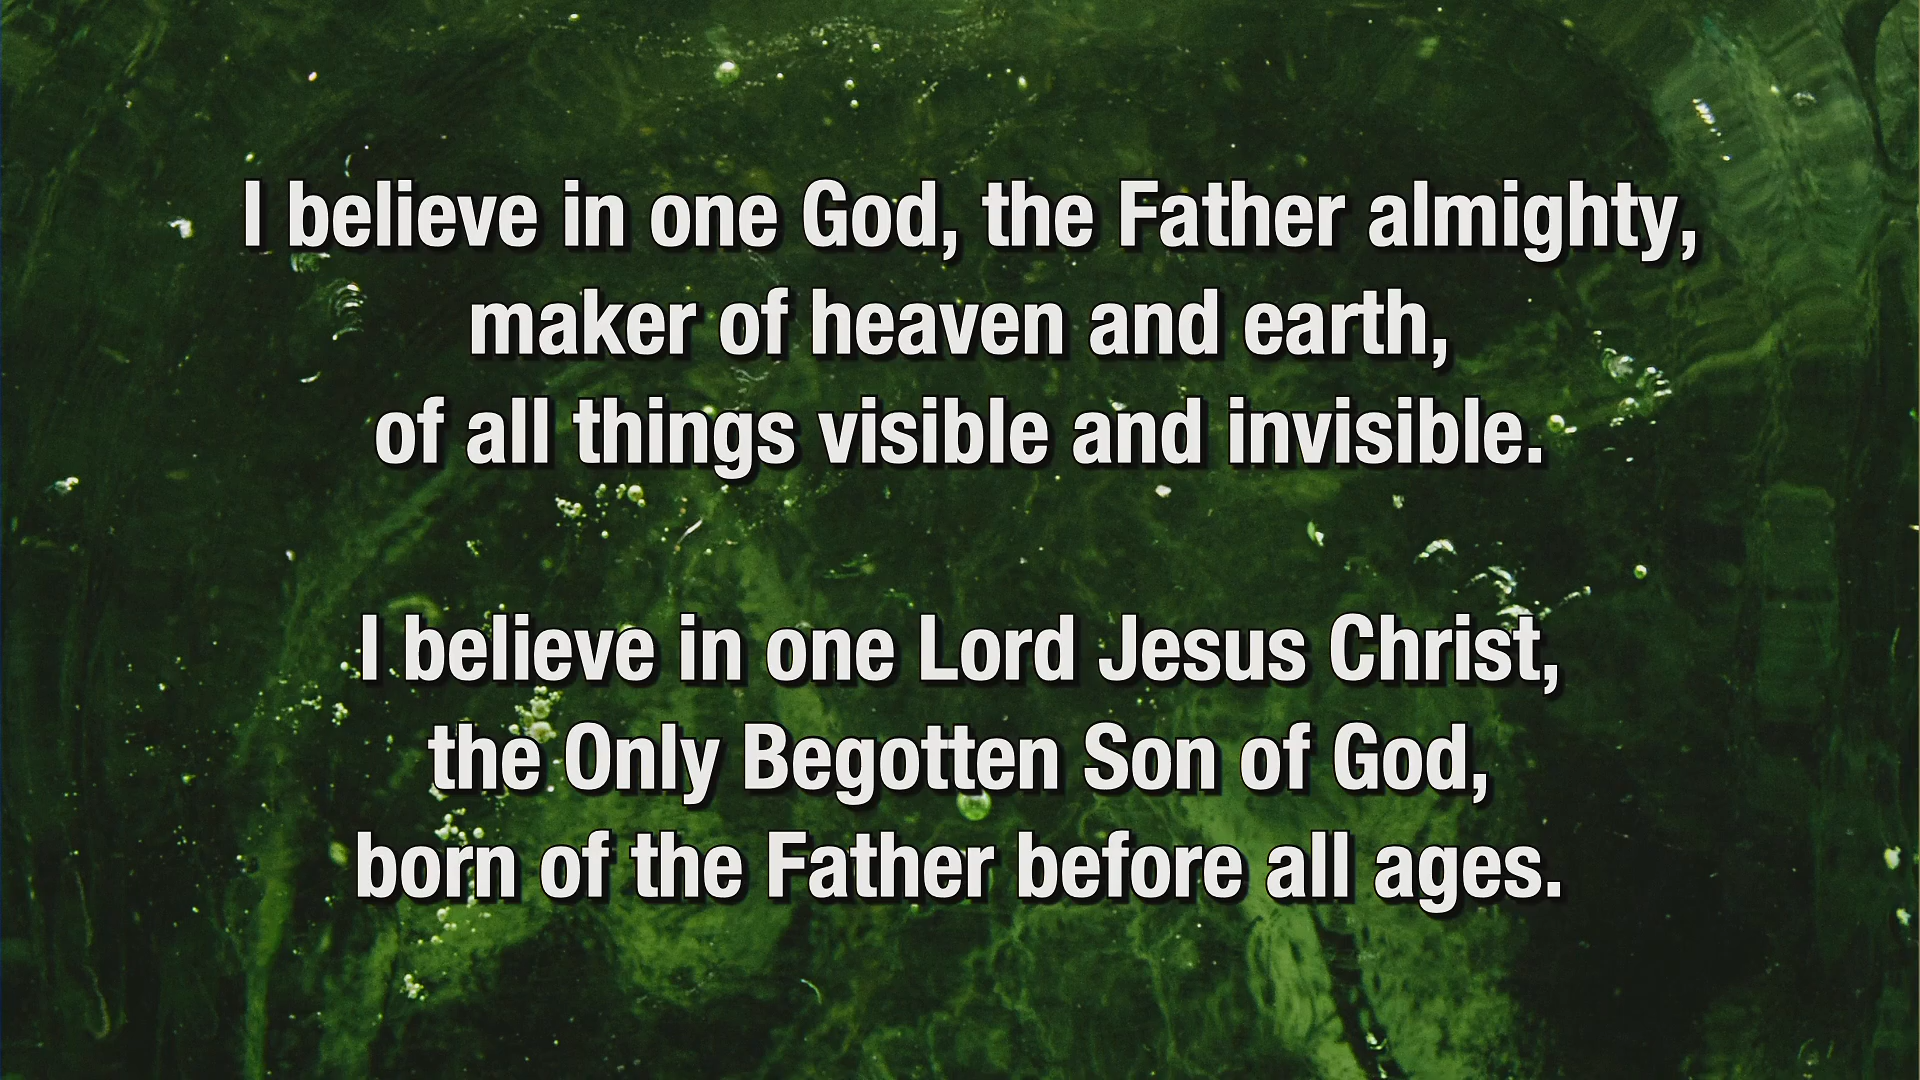 I believe in one God, the Father almighty,
maker of heaven and earth,
of all things visible and invisible.
I believe in one Lord Jesus Christ,
the Only Begotten Son of God,
born of the Father before all ages.